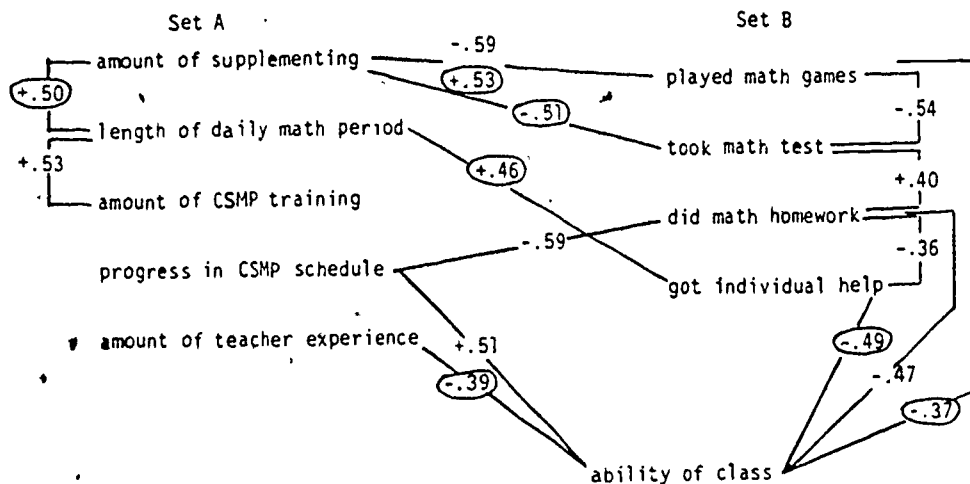 Set A Set B
amount of supplementing -.59
+.50 +.53 played math games
-.51 -.54
length of daily math period
+.53 took math test
+.46 +.40
amount of CSMP training did math homework
-.59 -.36
progress in CSMP schedule got individual help
amount of teacher experience +.51 -.49
-.39 -.47
-.37
ability of class